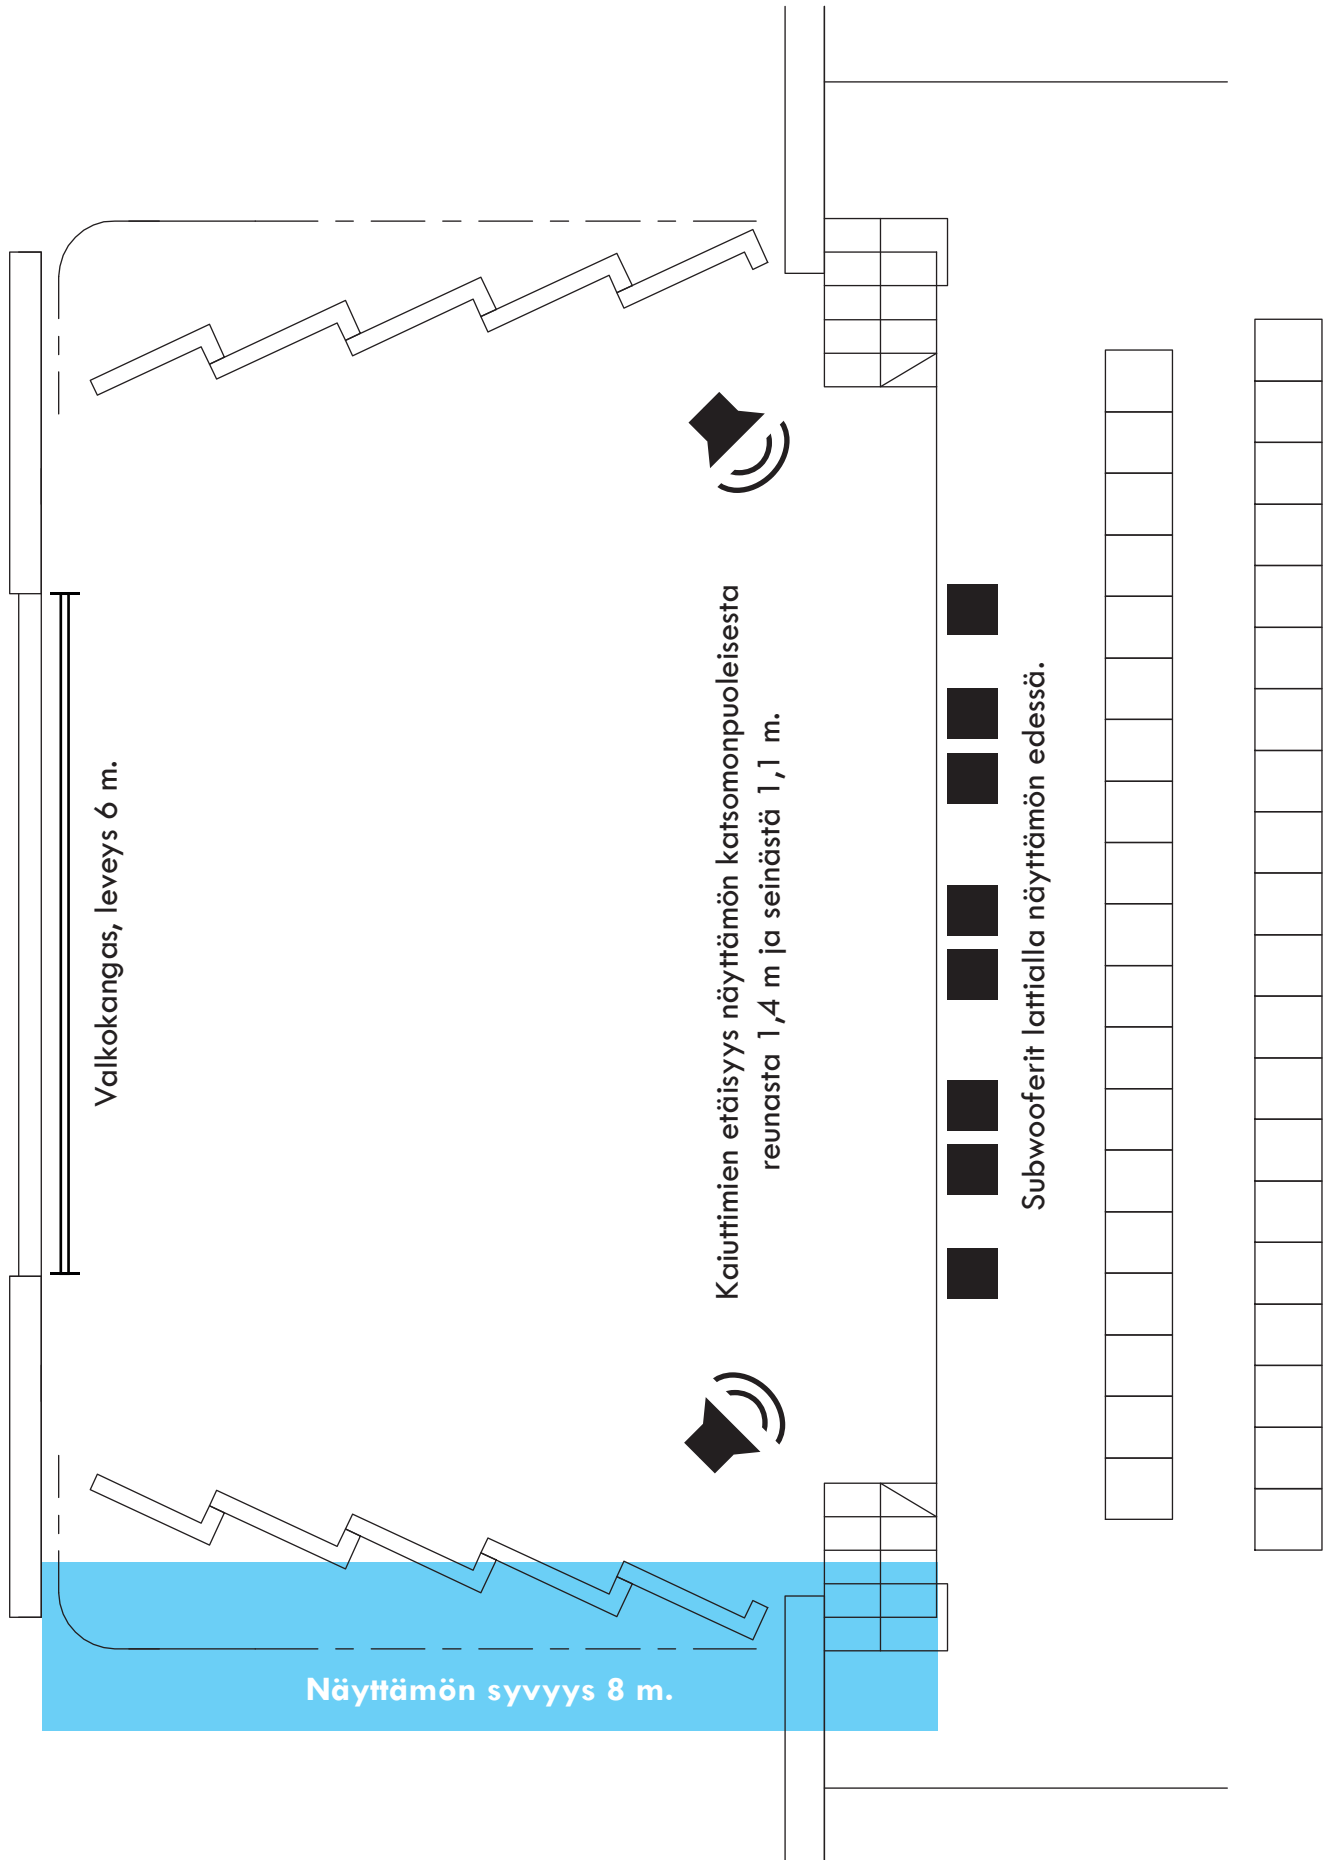 Valkokangas, leveys 6 m.
Kaiuttimien etäisyys näyttämön katsomonpuoleisesta
reunasta 1,4 m ja seinästä 1,1 m.
Subwooferit lattialla näyttämön edessä.
Näyttämön syvyys 8 m.